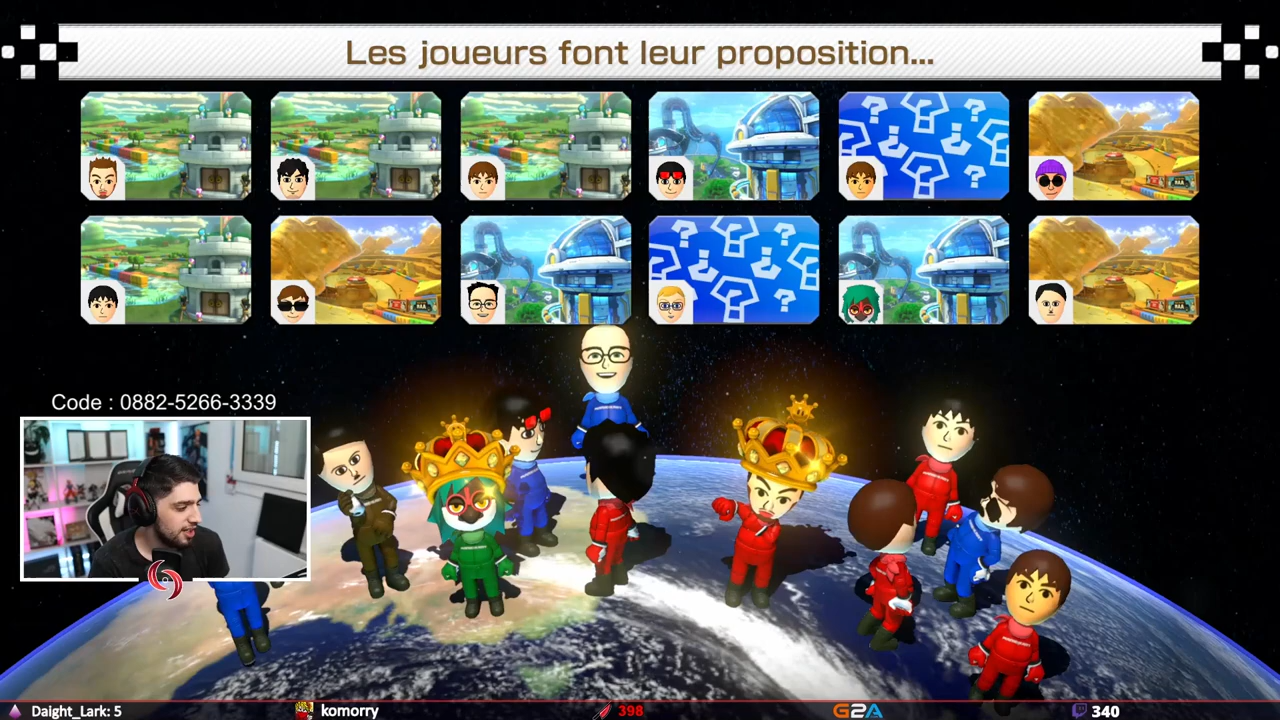 Les joueurs font leur proposition...
Code : 0882-5266-3339
Daight_Lark: 5
komorry
398
G2A
340